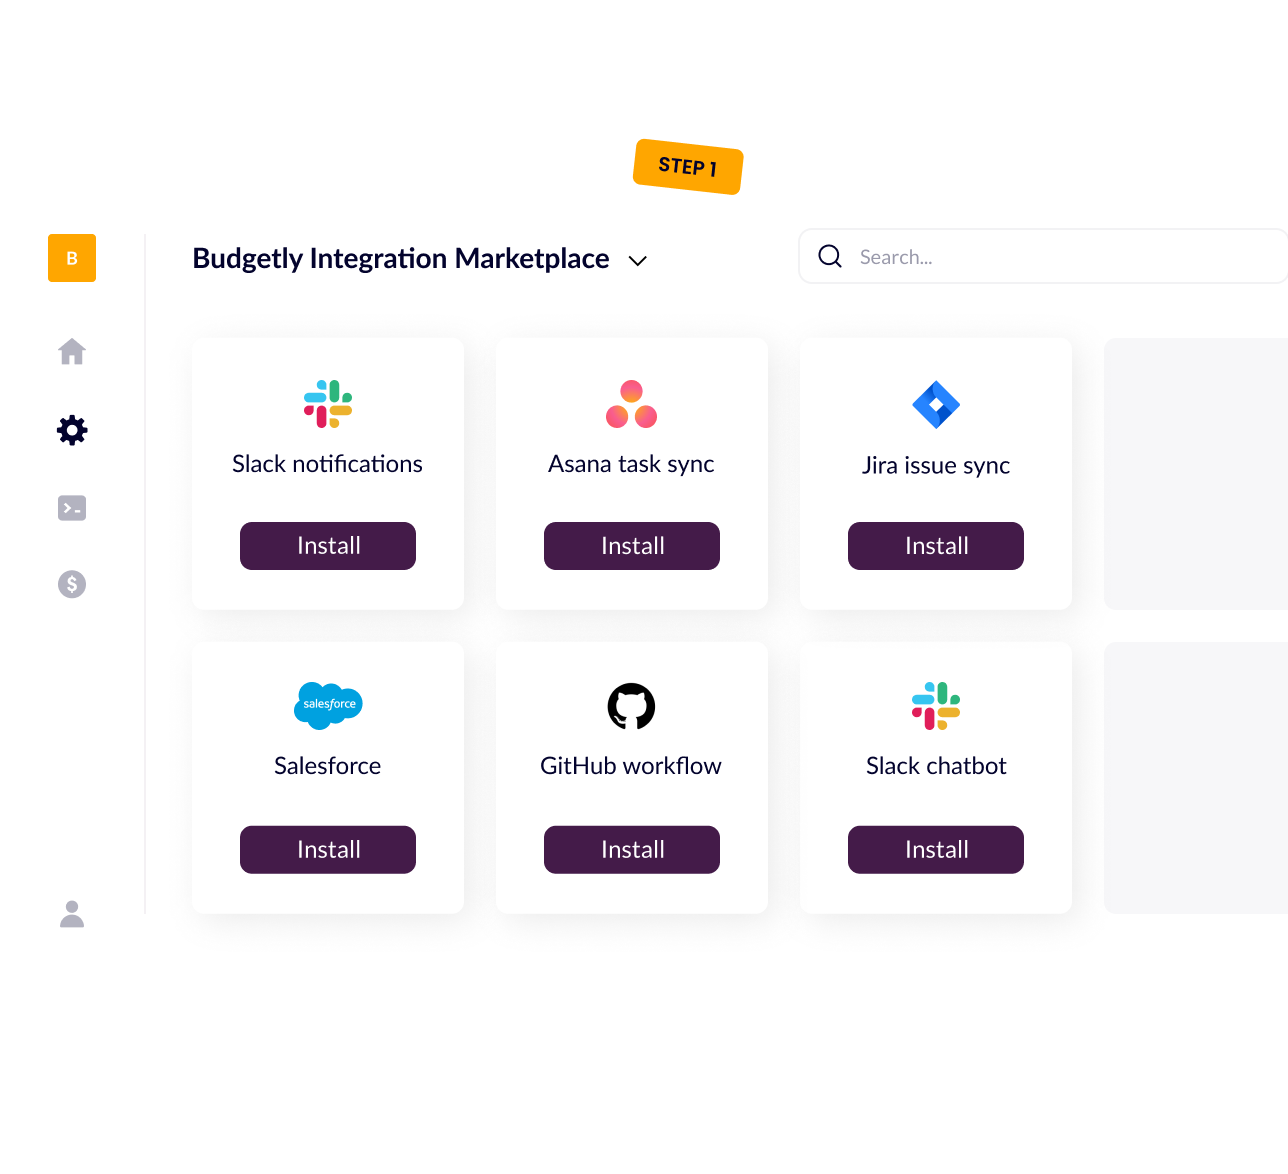 STEP 1
B
Budgetly Integration Marketplace
Search...
Slack notifications
Asana task sync
Jira issue sync
Install
Install
Install
salesforce
Salesforce
GitHub workflow
Slack chatbot
Install
Install
Install